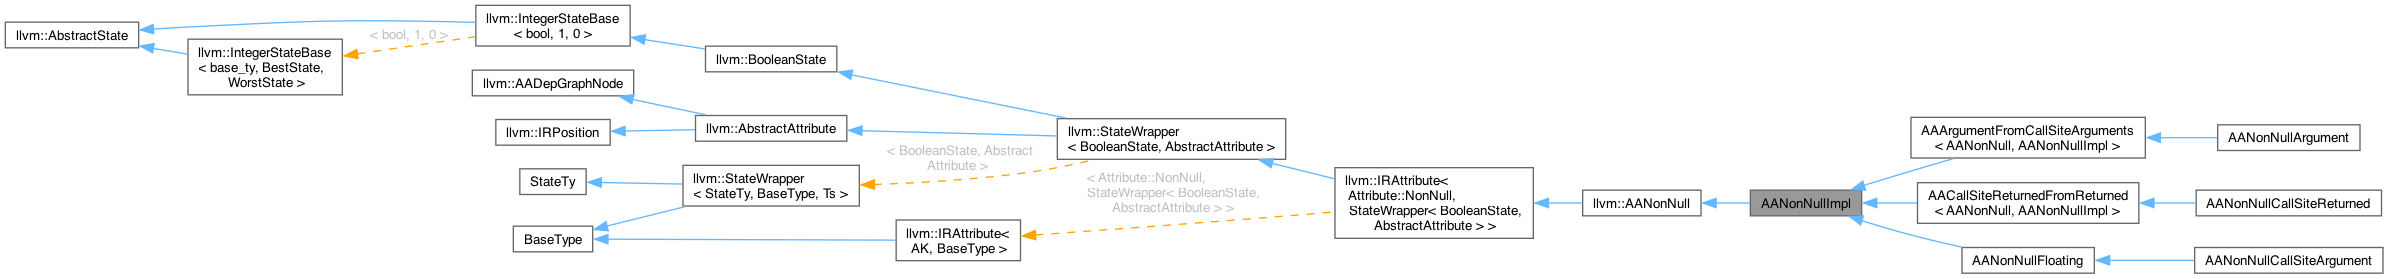 llvm::AbstractState
llvm::IntegerStateBase
< base_ty, BestState,
WorstState >
< bool, 1, 0 >
llvm::IntegerStateBase
< bool, 1, 0 >
llvm::AADepGraphNode
llvm::IRPosition
StateTy
BaseType
llvm::BooleanState
llvm::AbstractAttribute
llvm::StateWrapper
< StateTy, BaseType, Ts >
< BooleanState, Abstract
Attribute >
llvm::IRAttribute<
AK, BaseType >
llvm::StateWrapper
< BooleanState, AbstractAttribute >
< Attribute::NonNull,
StateWrapper< BooleanState,
AbstractAttribute > >
llvm::IRAttribute<
Attribute::NonNull,
StateWrapper< BooleanState,
AbstractAttribute > >
llvm::AANonNull
AANonNullImpl
AAArgumentFromCallSiteArguments
< AANonNull, AANonNullImpl >
AANonNullArgument
AACallSiteReturnedFromReturned
< AANonNull, AANonNullImpl >
AANonNullCallSiteReturned
AANonNullFloating
AANonNullCallSiteArgument